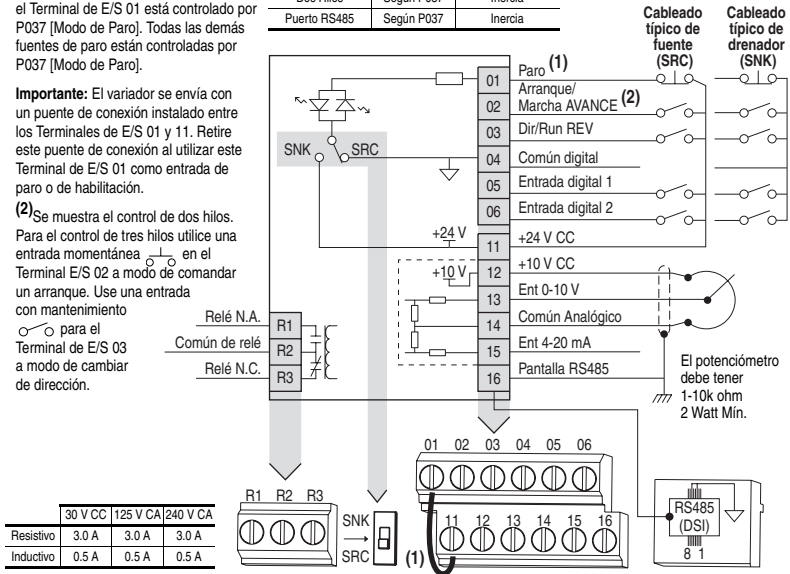 el Terminal de E/S 01 está controlado por
P037 [Modo de Paro]. Todas las demás
fuentes de paro están controladas por
P037 [Modo de Paro].
Importante: El variador se envía con
un puente de conexión instalado entre
los Terminales de E/S 01 y 11. Retire
este puente de conexión al utilizar este
Terminal de E/S 01 como entrada de
paro o de habilitación.
(2)Se muestra el control de dos hilos.
Para el control de tres hilos utilice una
entrada momentánea en el
Terminal E/S 02 a modo de comandar
un arranque. Use una entrada
con mantenimiento
para el
Terminal de E/S 03
a modo de cambiar
de dirección.
Puerto RS485 Según P037 Inercia
Cableado típico de fuente (SRC)
Cableado típico de drenador (SNK)
01 Paro (1)
02 Arranque/ Marcha AVANCE (2)
03 Dir/Run REV
SNK SRC
04 Común digital
05 Entrada digital 1
06 Entrada digital 2
+24 V 11 +24 V CC
+10 V 12 +10 V CC
13 Ent 0-10 V
14 Común Analógico
15 Ent 4-20 mA
16 Pantalla RS485
Relé N.A. R1
Común de relé R2
Relé N.C. R3
El potenciómetro
debe tener
1-10k ohm
2 Watt Mín.
01 02 03 04 05 06
11 12 13 14 15 16
(1)
R1 R2 R3
SNK
SRC
RS485
(DSI)
8 1
30 V CC 125 V CA 240 V CA
Resistivo 3.0 A 3.0 A 3.0 A
Inductivo 0.5 A 0.5 A 0.5 A